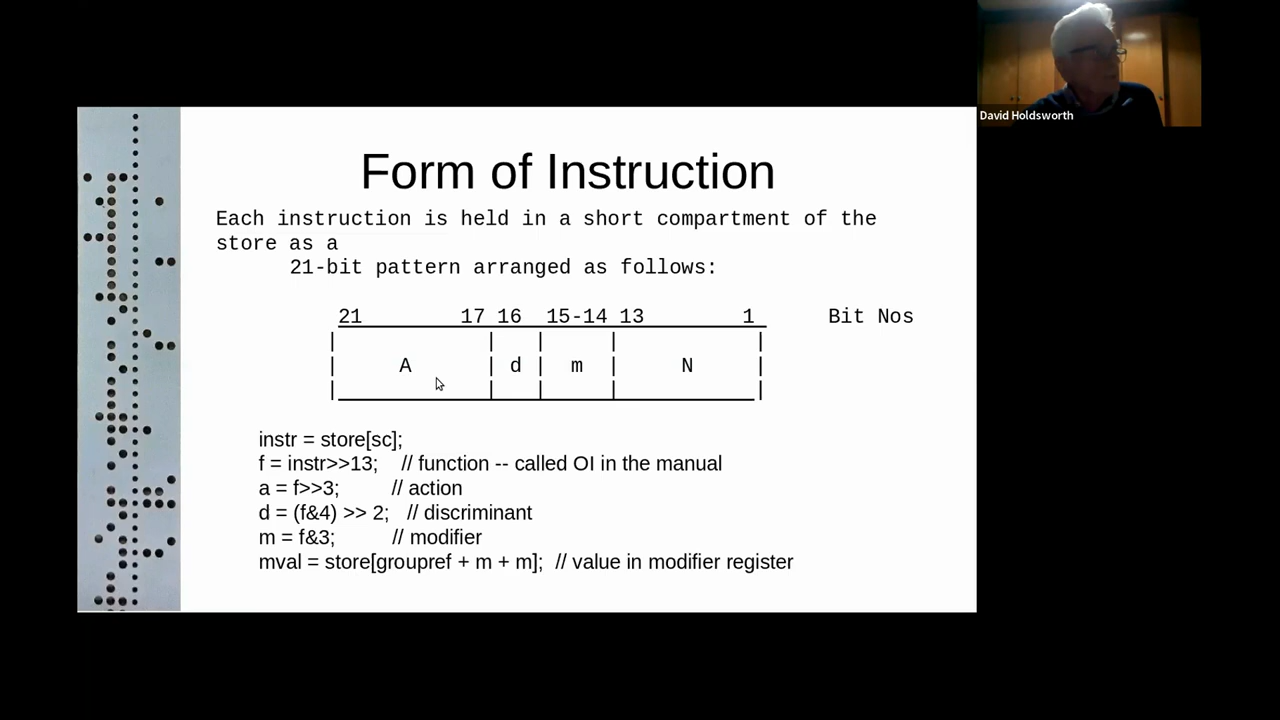 David Holdsworth
Form of Instruction
Each instruction is held in a short compartment of the
store as a
21-bit pattern arranged as follows:
21 17 16 15-14 13 1 Bit Nos
A d m N
instr = store[sc];
f = instr>>13; // function -- called OI in the manual
a = f>>3; // action
d = (f&4) >> 2; // discriminant
m = f&3; // modifier
mval = store[groupref + m + m]; // value in modifier register